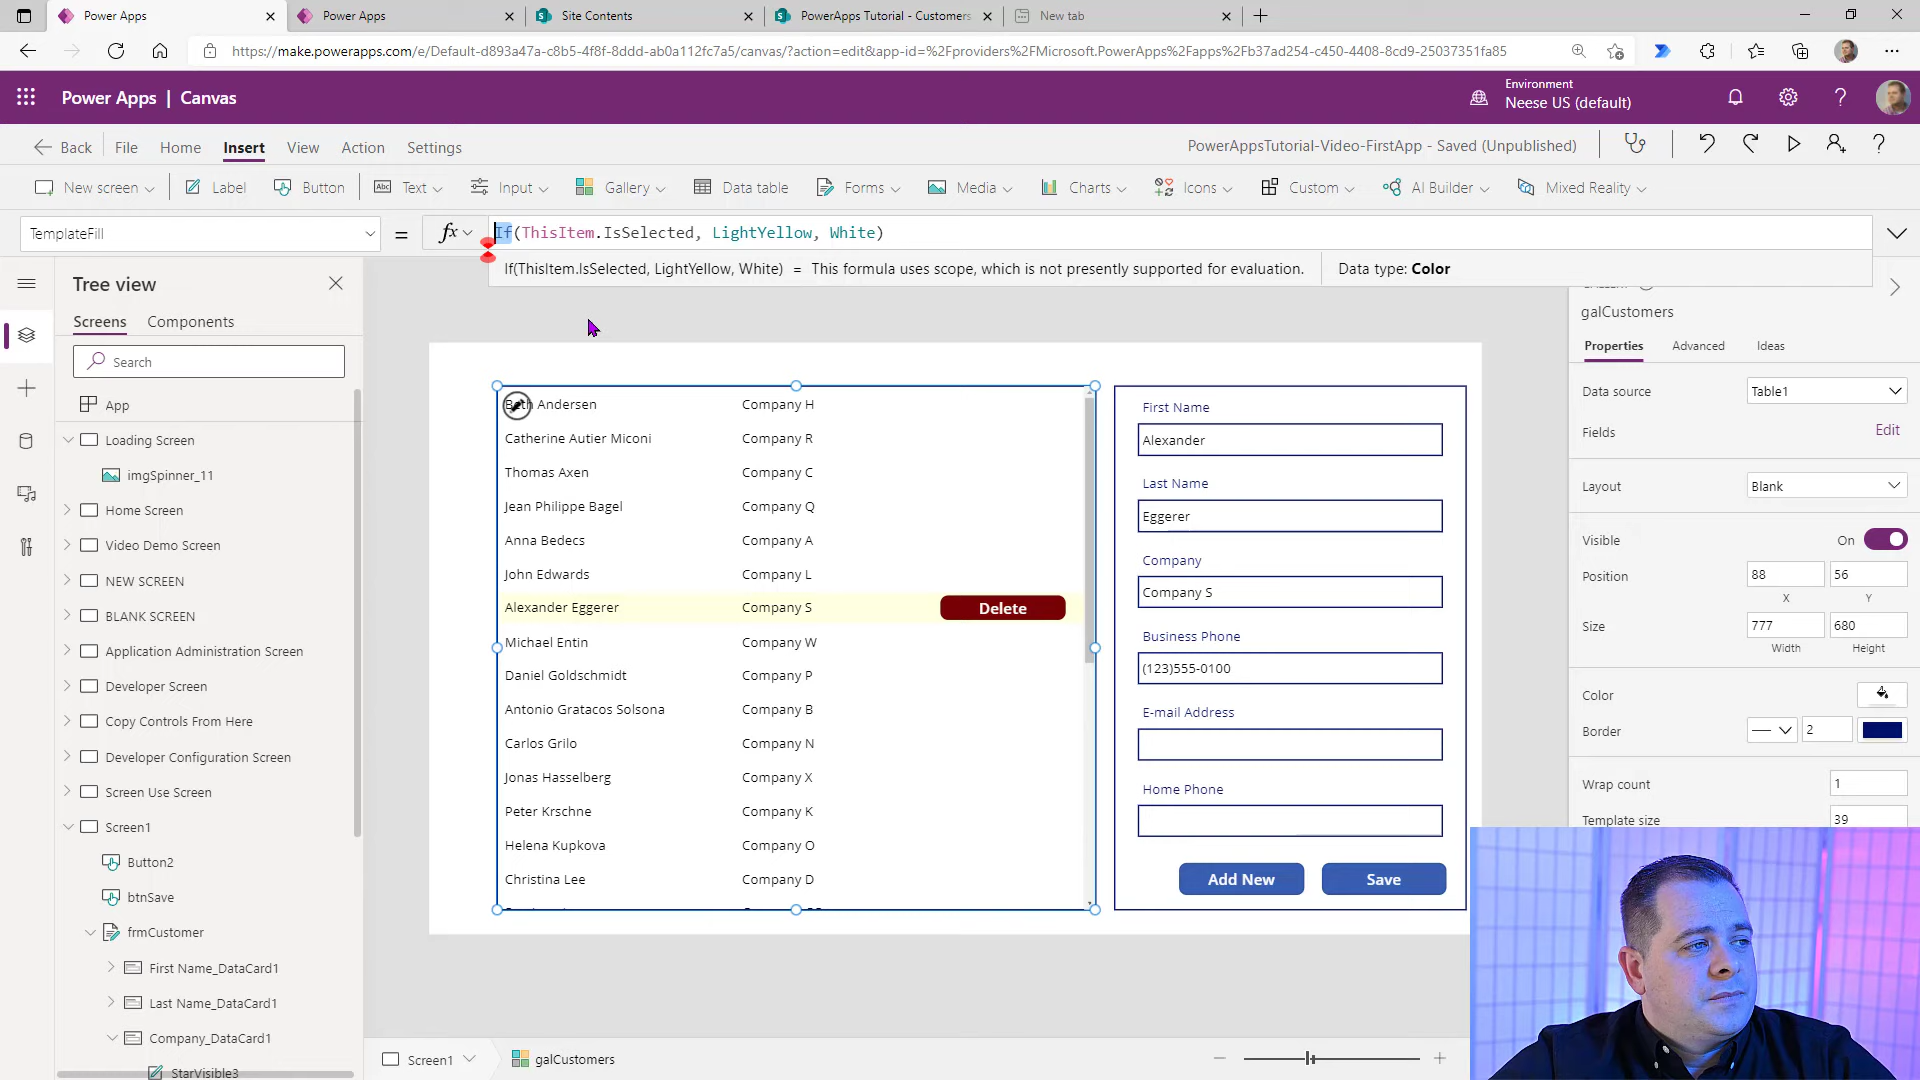 Power Apps
Power Apps
Site Contents
PowerApps Tutorial - Customers
New tab
https://make.powerapps.com/e/Default-d893a47a-c8b5-4f8f-8ddd-ab0a112fc7a5/canvas/?action=edit&app-id=%2Fproviders%2FMicrosoft.PowerApps%2Fapps%2Fb37ad254-c450-4408-8cd9-25037351fa85
Power Apps | Canvas
Environment
Neese US (default)
Back File Home Insert View Action Settings
PowerAppsTutorial-Video-FirstApp - Saved (Unpublished)
New screen Label Button Text Input Gallery Data table Forms Media Charts Icons Custom AI Builder Mixed Reality
TemplateFill = fx If(ThisItem.IsSelected, LightYellow, White)
If(ThisItem.IsSelected, LightYellow, White) = This formula uses scope, which is not presently supported for evaluation. Data type: Color
Tree view
Screens Components
Search
App
Loading Screen
imgSpinner_11
Home Screen
Video Demo Screen
NEW SCREEN
BLANK SCREEN
Application Administration Screen
Developer Screen
Copy Controls From Here
Developer Configuration Screen
Screen Use Screen
Screen1
Button2
btnSave
frmCustomer
First Name_DataCard1
Last Name_DataCard1
Company_DataCard1
StarVisible3
Andersen Company H
Catherine Autier Miconi Company R
Thomas Axen Company C
Jean Philippe Bagel Company Q
Anna Bedecs Company A
John Edwards Company L
Alexander Eggerer Company S Delete
Michael Entin Company W
Daniel Goldschmidt Company P
Antonio Gratacos Solsona Company B
Carlos Grilo Company N
Jonas Hasselberg Company X
Peter Krschne Company K
Helena Kupkova Company O
Christina Lee Company D
First Name
Alexander
Last Name
Eggerer
Company
Company S
Business Phone
(123)555-0100
E-mail Address
Home Phone
Add New Save
galCustomers
Properties Advanced Ideas
Data source Table1
Fields Edit
Layout Blank
Visible On
Position 88 56
X Y
Size 777 680
Width Height
Color
Border 2
Wrap count 1
Template size 39
Screen1 galCustomers